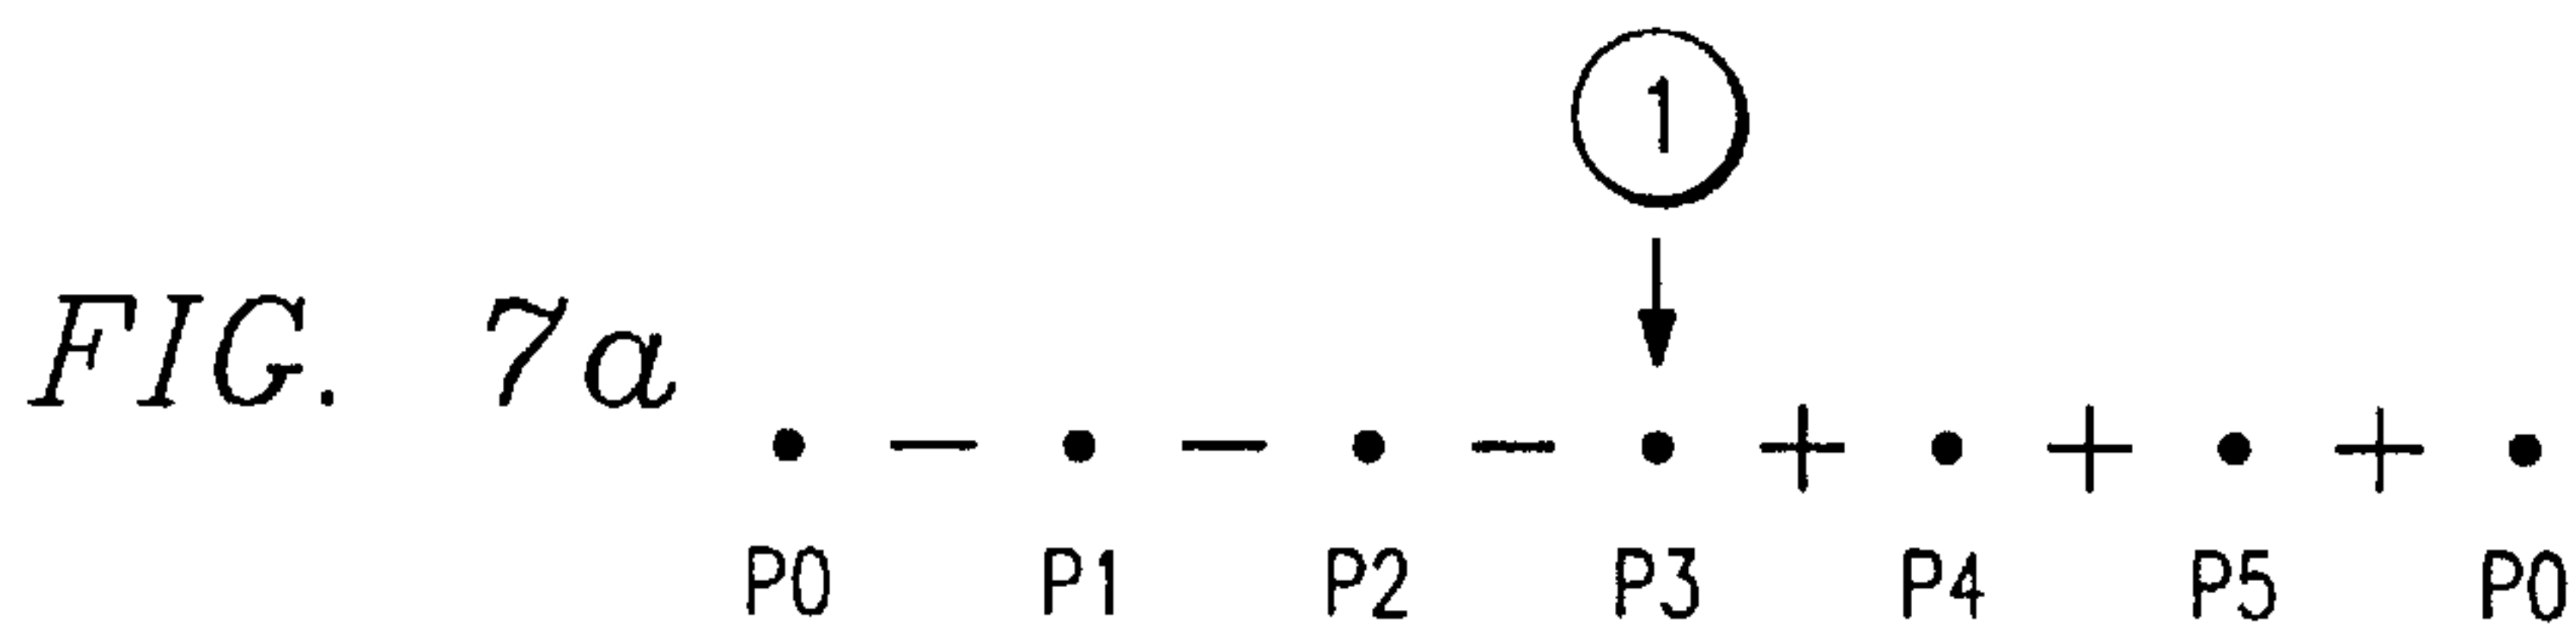 1
FIG. 7a
• — • — • — • + • + • + •
P0 P1 P2 P3 P4 P5 P0